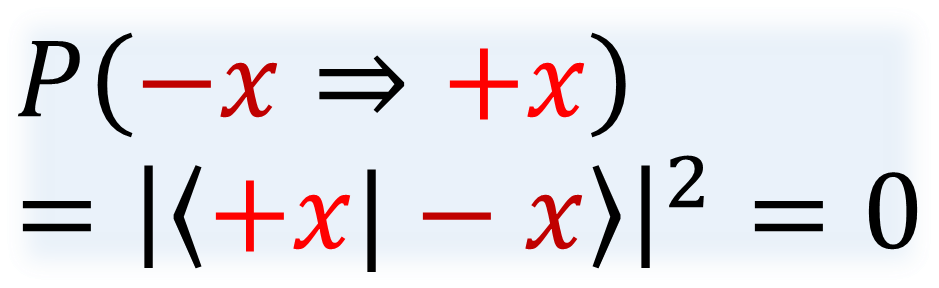 P(−x ⇒ +x)
= |⟨+x| − x⟩|² = 0